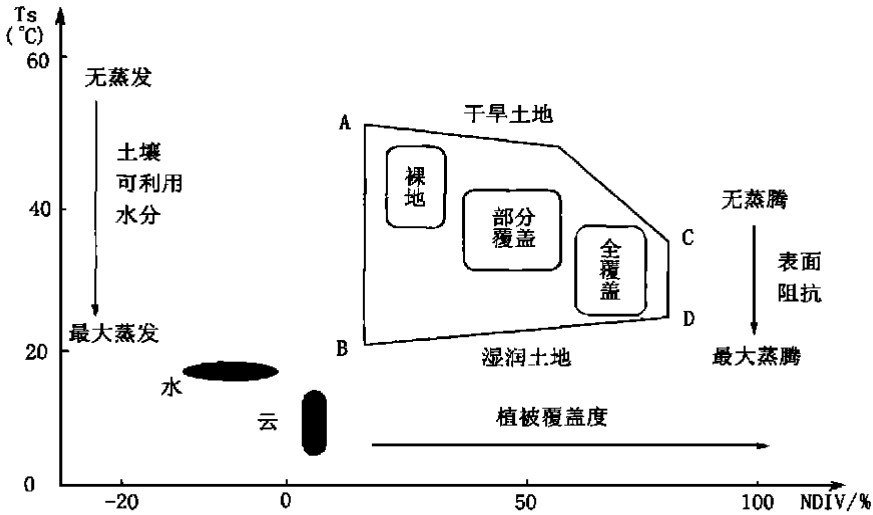 Ts
(℃)
60
无蒸发
土壤
可利用
水分
40
最大蒸发
20
水
云
0
A
干旱土地
裸
地
部分
覆盖
全
覆
盖
C
D
B
湿润土地
无蒸腾
表面
阻抗
最大蒸腾
植被覆盖度
-20
0
50
100
NDIV/%